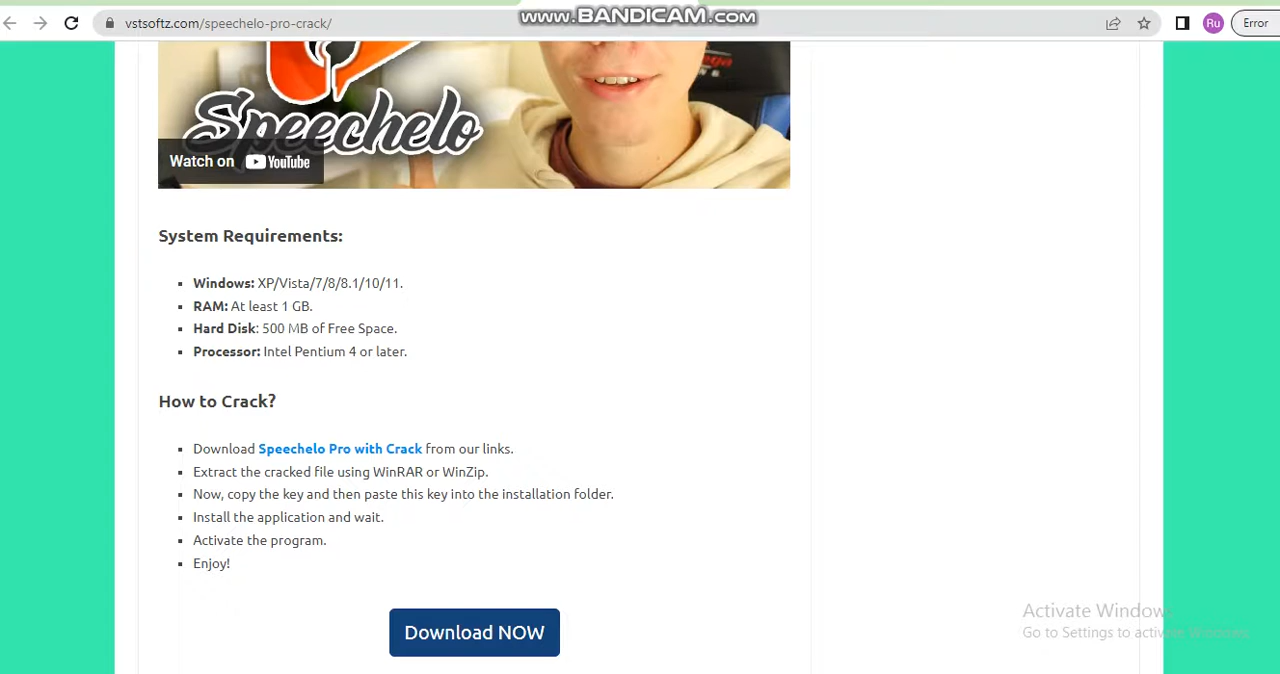 www.BANDICAM.com
vstsoftz.com/speechelo-pro-crack/
Ru
Error
Speechelo
Watch on YouTube
System Requirements:
Windows: XP/Vista/7/8/8.1/10/11.
RAM: At least 1 GB.
Hard Disk: 500 MB of Free Space.
Processor: Intel Pentium 4 or later.
How to Crack?
Download Speechelo Pro with Crack from our links.
Extract the cracked file using WinRAR or WinZip.
Now, copy the key and then paste this key into the installation folder.
Install the application and wait.
Activate the program.
Enjoy!
Activate Windows
Go to Settings to activate Windows.
Download NOW